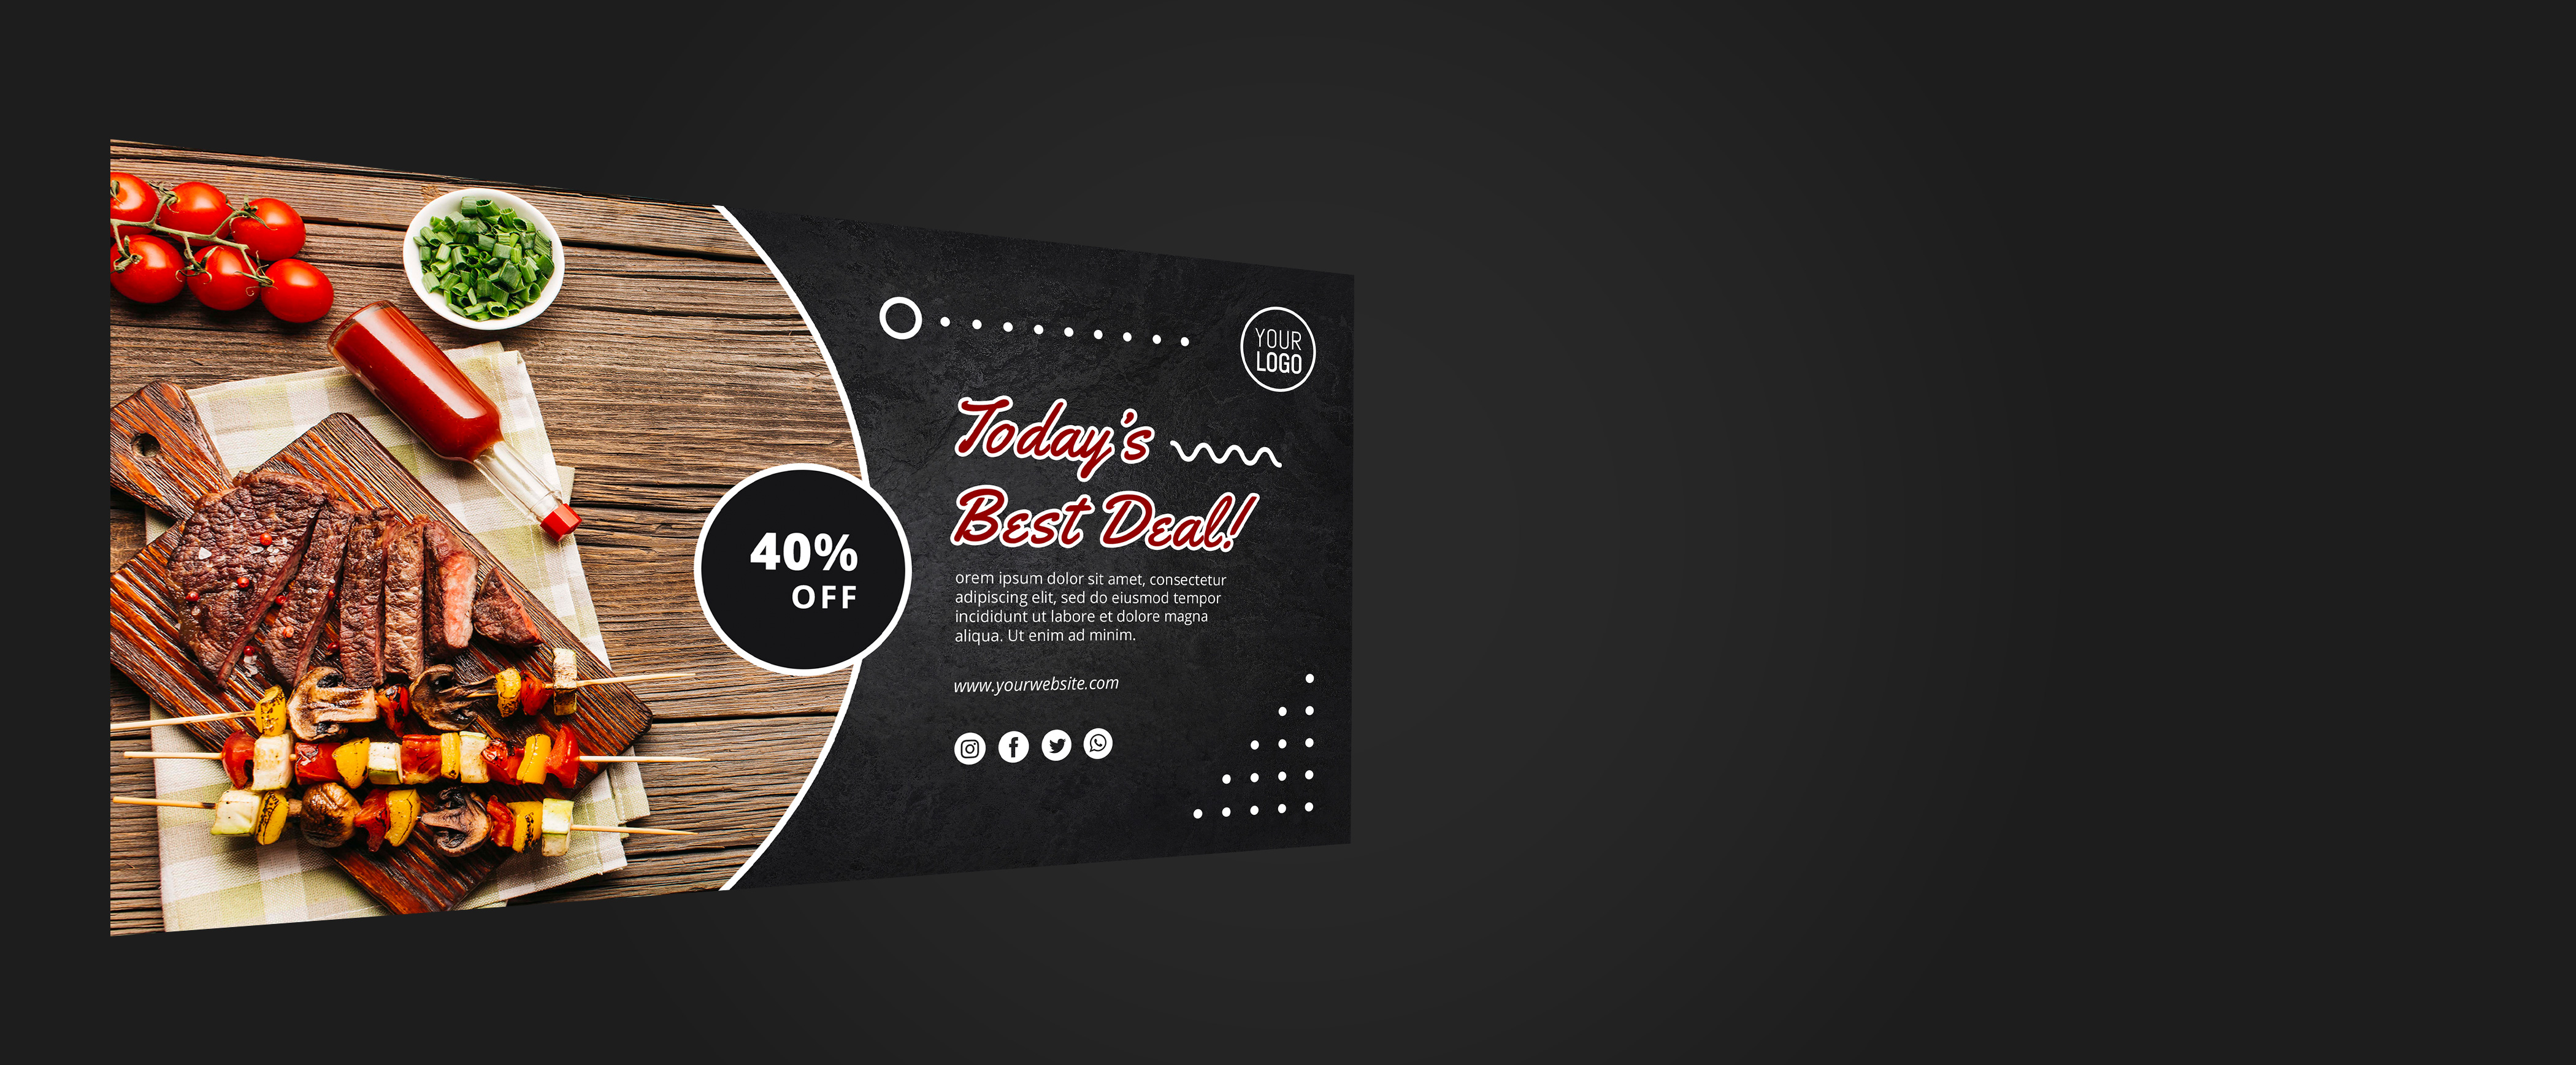 YOUR
LOGO
Today's
Best Deal!
40%
OFF
orem ipsum dolor sit amet, consectetur
adipiscing elit, sed do eiusmod tempor
incididunt ut labore et dolore magna
aliqua. Ut enim ad minim.
www.yourwebsite.com